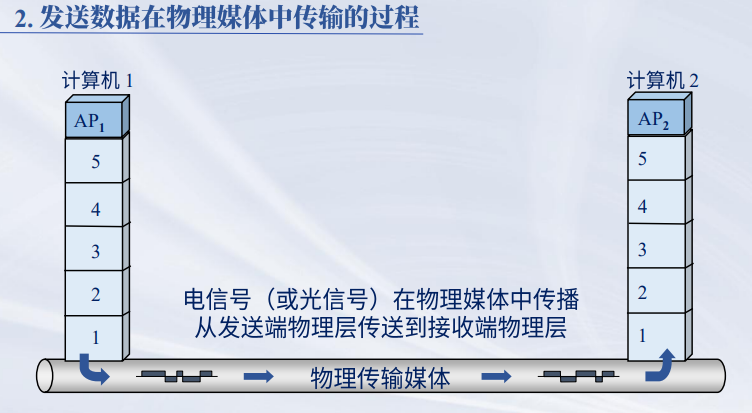 2. 发送数据在物理媒体中传输的过程
计算机 1
计算机 2
AP1
AP2
5
5
4
4
3
3
2
2
1
1
电信号（或光信号）在物理媒体中传播
从发送端物理层传送到接收端物理层
物理传输媒体